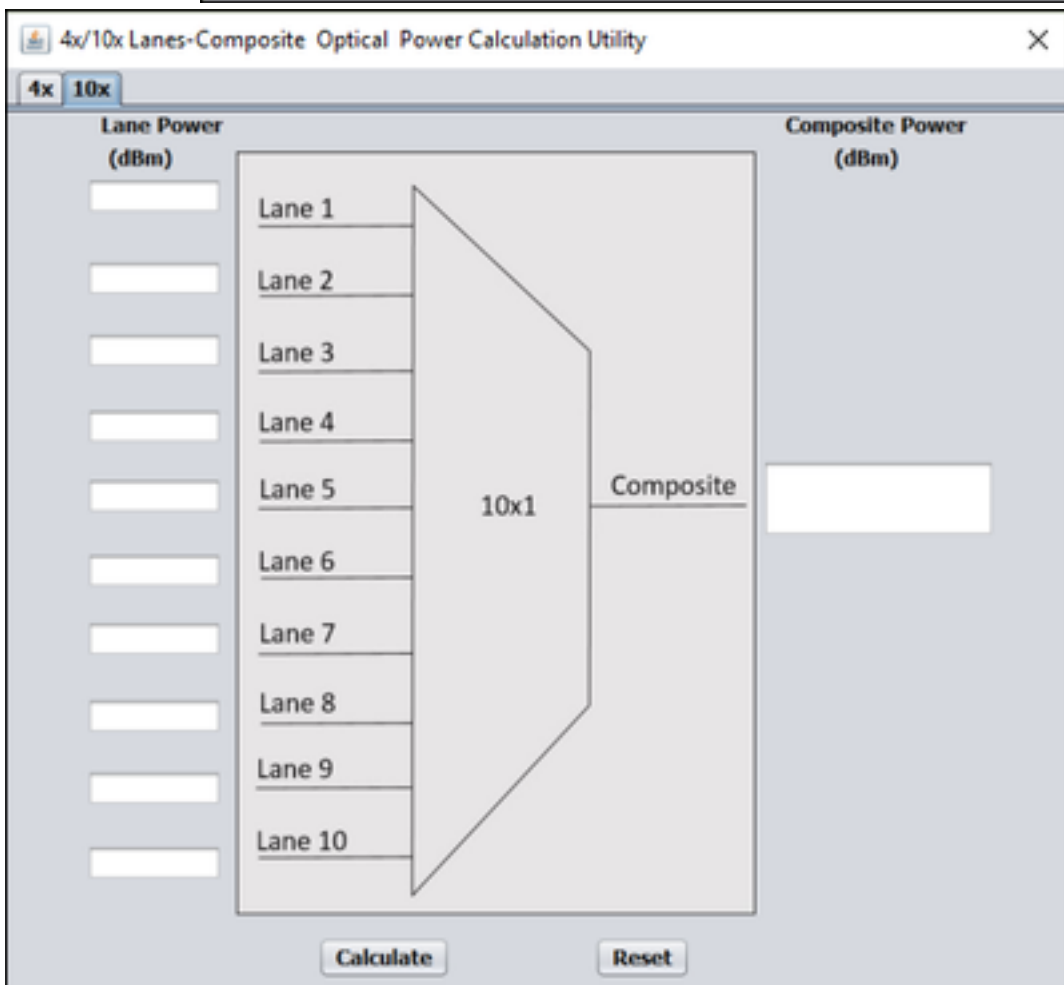 4x/10x Lanes-Composite Optical Power Calculation Utility
4x 10x
Lane Power
(dBm)
Composite Power
(dBm)
Lane 1
Lane 2
Lane 3
Lane 4
Lane 5
Lane 6
Lane 7
Lane 8
Lane 9
Lane 10
10x1
Composite
Calculate
Reset